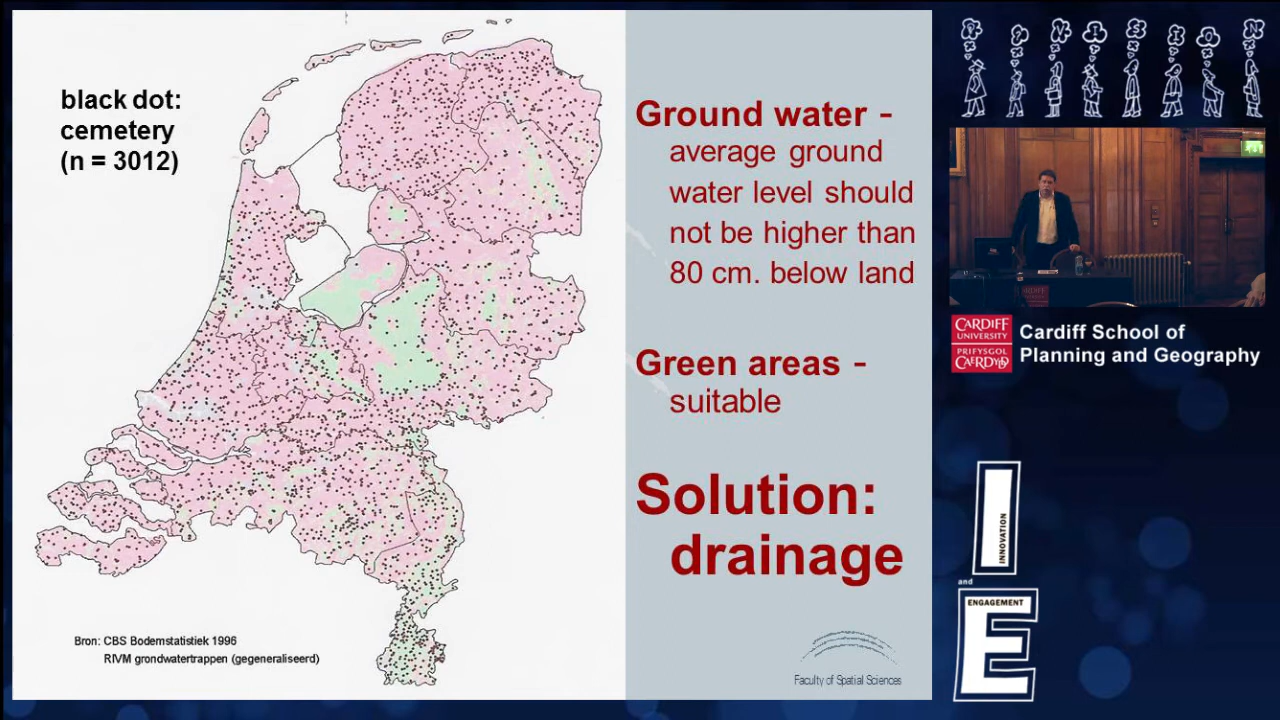 black dot:
cemetery
(n = 3012)
Bron: CBS Bodemstatistiek 1996
RIVM grondwatertrappen (gegeneraliseerd)
Ground water -
average ground
water level should
not be higher than
80 cm. below land
Green areas -
suitable
Solution:
drainage
Faculty of Spatial Sciences
CARDIFF
UNIVERSITY
PRIFYSGOL
CAERDYDD
Cardiff School of
Planning and Geography
INNOVATION
and
ENGAGEMENT
I
E